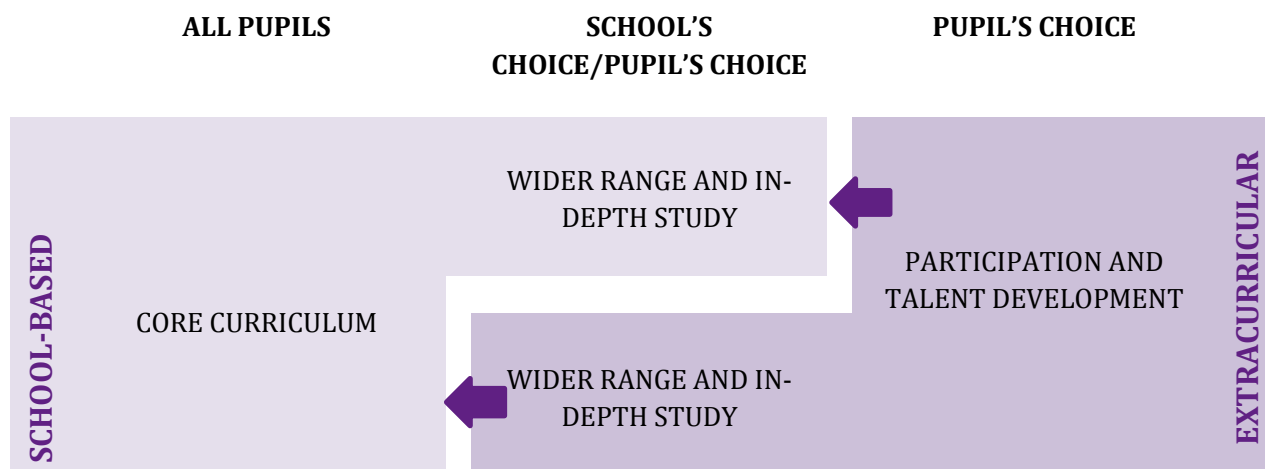 ALL PUPILS
SCHOOL’S
CHOICE/PUPIL’S CHOICE
PUPIL’S CHOICE
SCHOOL-BASED
CORE CURRICULUM
WIDER RANGE AND IN-
DEPTH STUDY
WIDER RANGE AND IN-
DEPTH STUDY
PARTICIPATION AND
TALENT DEVELOPMENT
EXTRACURRICULAR